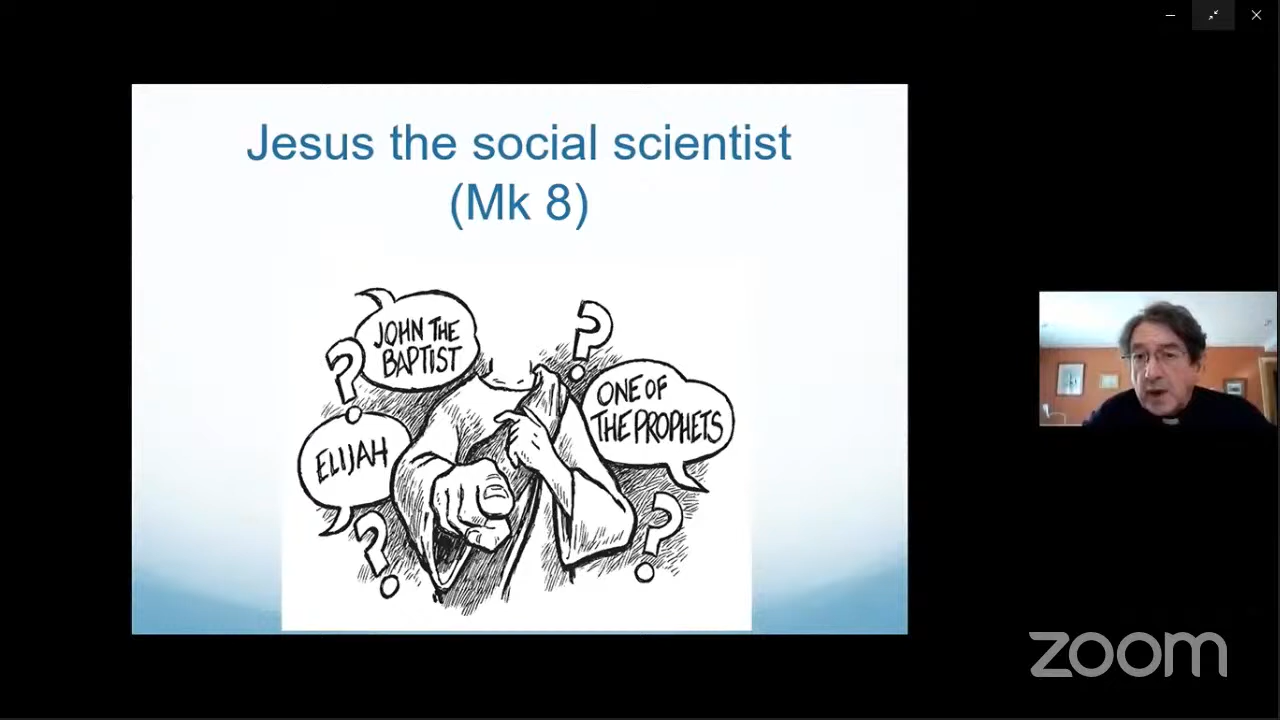 Jesus the social scientist
(Mk 8)
JOHN THE
BAPTIST
ELIJAH
ONE OF
THE PROPHETS
?
?
?
?
zoom